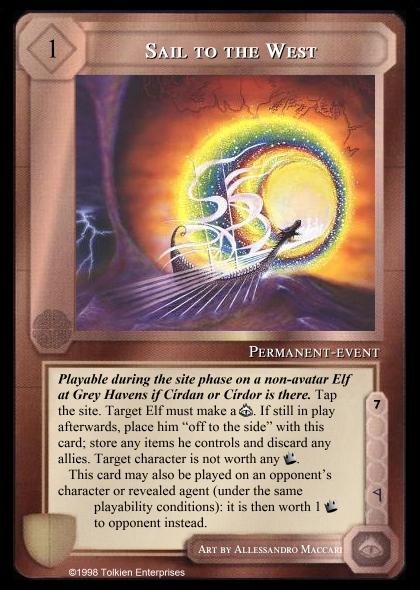 1
SAIL TO THE WEST
PERMANENT-EVENT
Playable during the site phase on a non-avatar Elf
at Grey Havens if Círdan or Círdor is there. Tap
the site. Target Elf must make a . If still in play
afterwards, place him “off to the side” with this
card; store any items he controls and discard any
allies. Target character is not worth any .
This card may also be played on an opponent’s
character or revealed agent (under the same
playability conditions): it is then worth 1
to opponent instead.
7
ART BY ALLESSANDRO MACCARI
©1998 Tolkien Enterprises